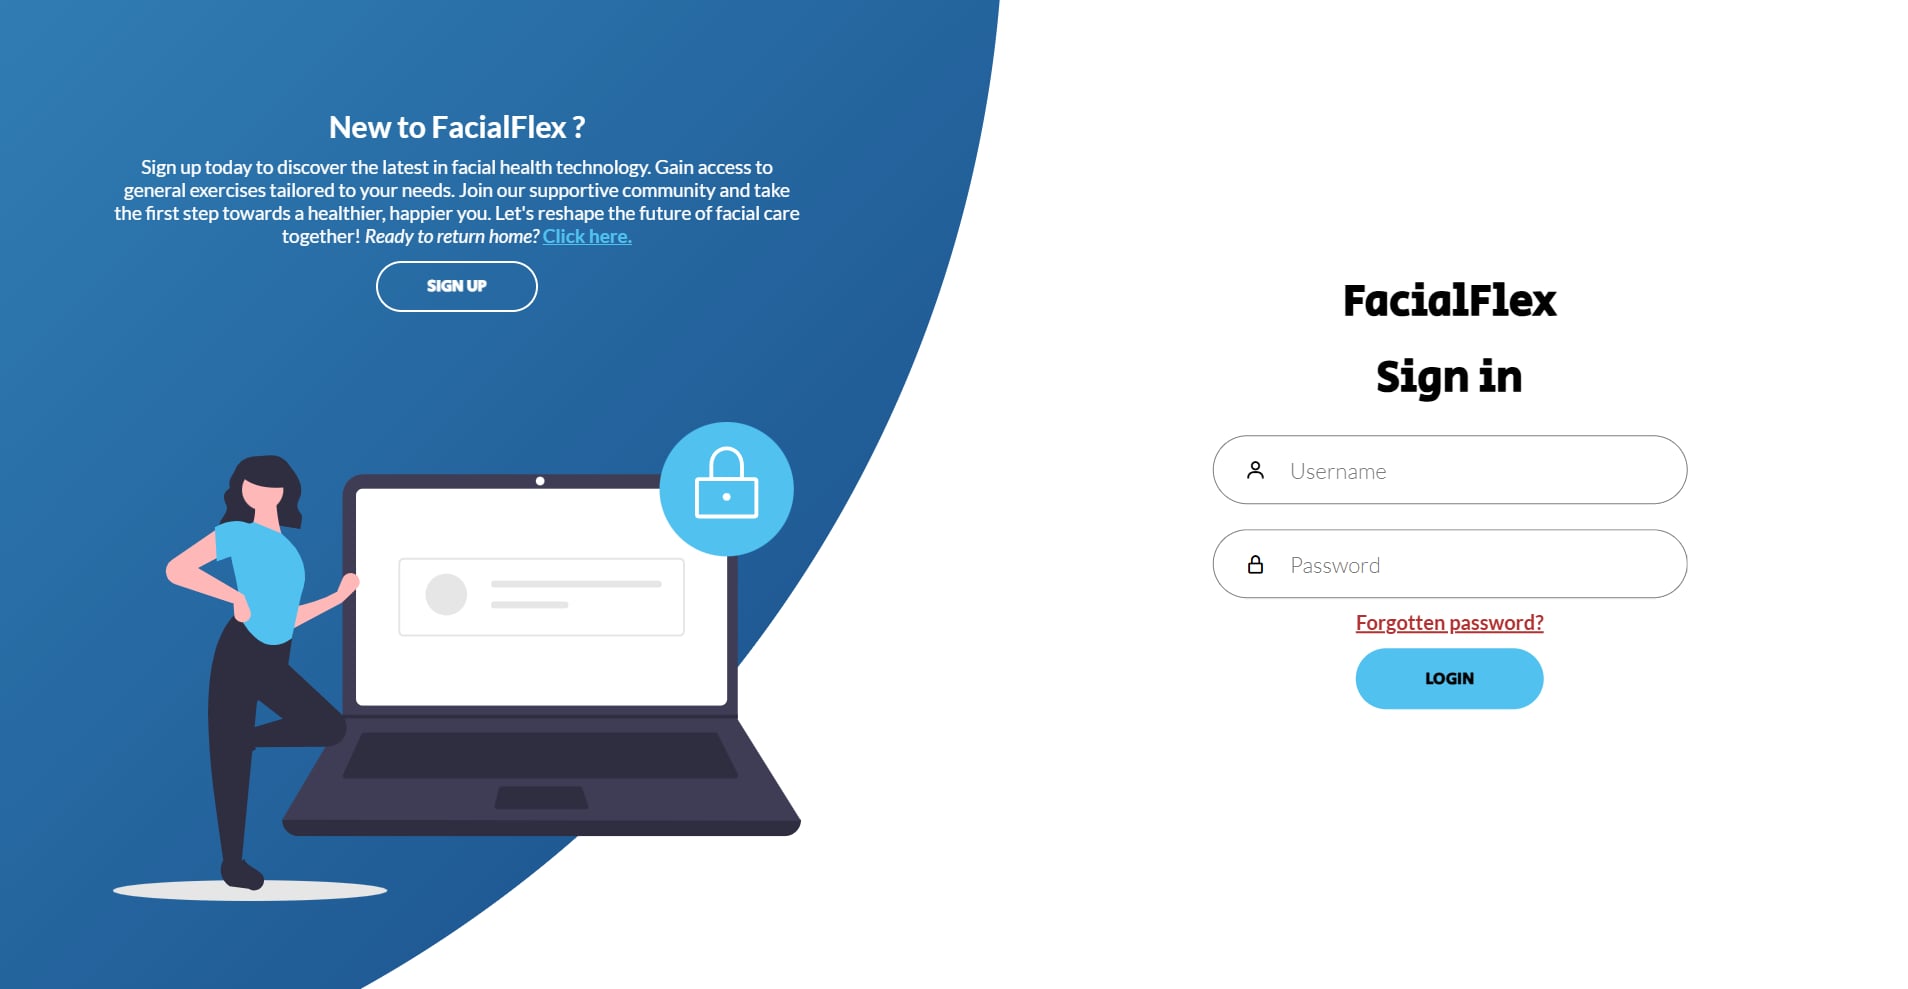 New to FacialFlex ?
Sign up today to discover the latest in facial health technology. Gain access to
general exercises tailored to your needs. Join our supportive community and take
the first step towards a healthier, happier you. Let's reshape the future of facial care
together! Ready to return home? Click here.
SIGN UP
FacialFlex
Sign in
Username
Password
Forgotten password?
LOGIN